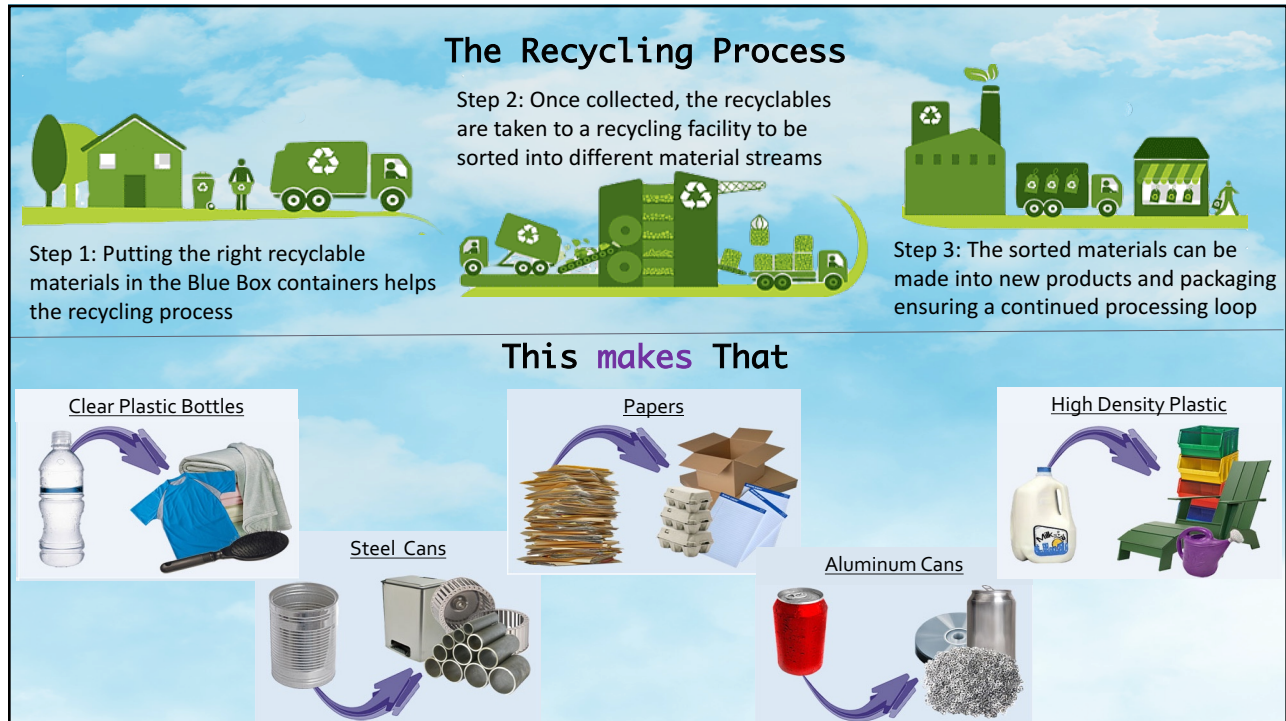 The Recycling Process
Step 1: Putting the right recyclable
materials in the Blue Box containers helps
the recycling process
Step 2: Once collected, the recyclables
are taken to a recycling facility to be
sorted into different material streams
Step 3: The sorted materials can be
made into new products and packaging
ensuring a continued processing loop
This makes That
Clear Plastic Bottles
Steel Cans
Papers
Aluminum Cans
High Density Plastic
Milk